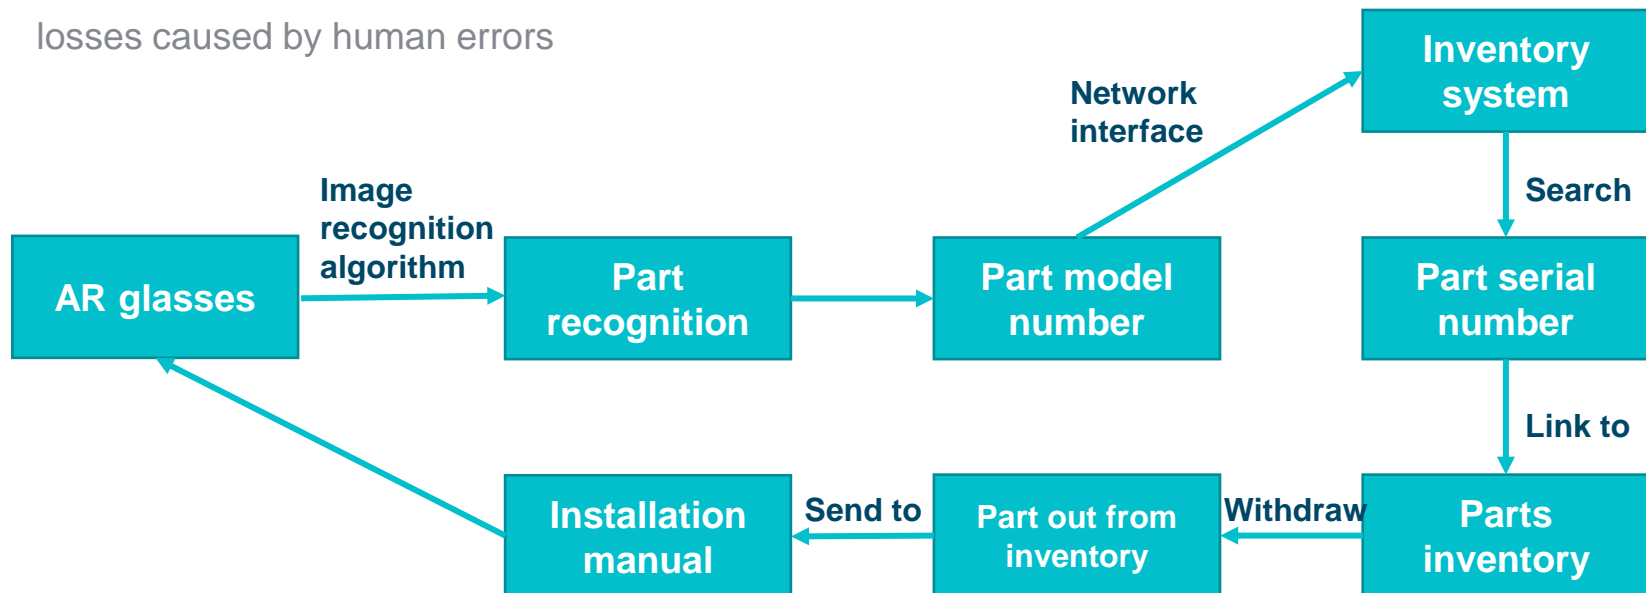 losses caused by human errors
Inventory
system
Network
interface
Search
Image
recognition
algorithm
AR glasses
Part
recognition
Part model
number
Part serial
number
Link to
Installation
manual
Send to
Part out from
inventory
Withdraw
Parts
inventory